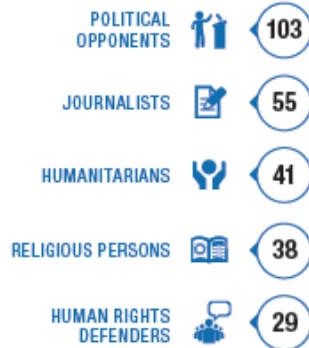 POLITICAL
OPPONENTS
103
JOURNALISTS
55
HUMANITARIANS
41
RELIGIOUS PERSONS
38
HUMAN RIGHTS
DEFENDERS
29